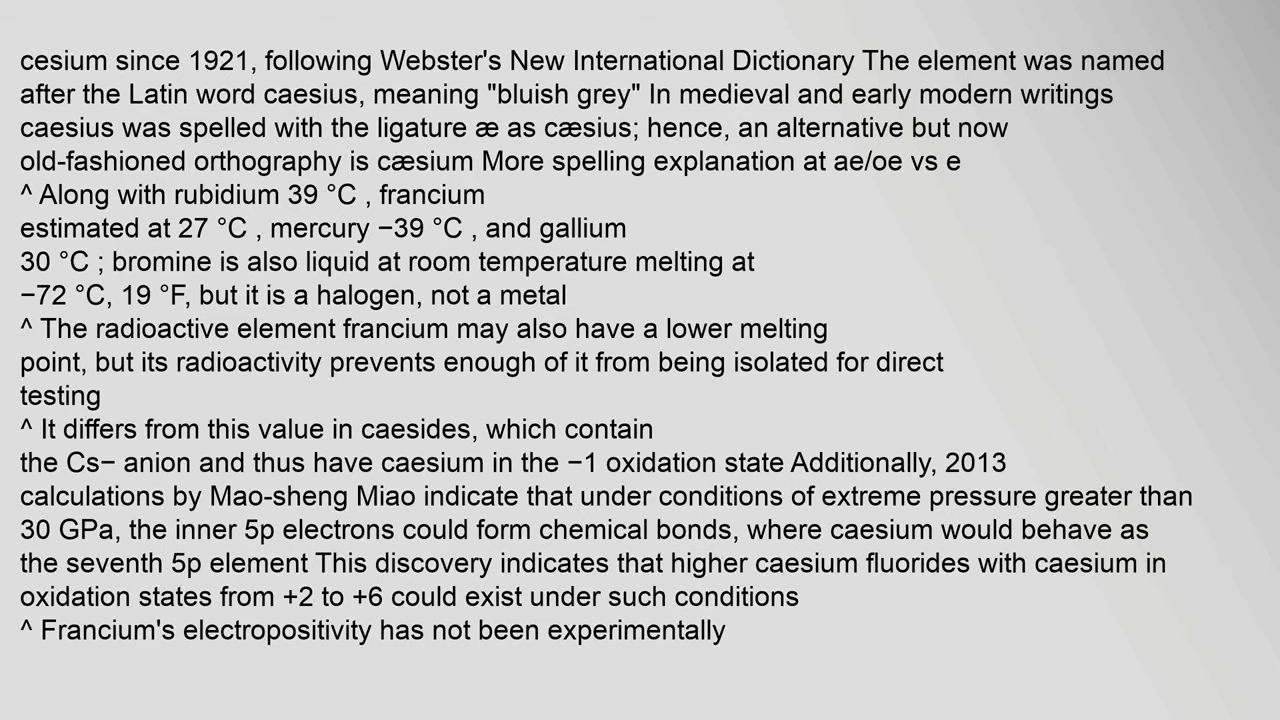 cesium since 1921, following Webster's New International Dictionary The element was named
after the Latin word caesius, meaning "bluish grey" In medieval and early modern writings
caesius was spelled with the ligature æ as cæsius; hence, an alternative but now
old-fashioned orthography is cæsium More spelling explanation at ae/oe vs e
^ Along with rubidium 39 °C , francium
estimated at 27 °C , mercury −39 °C , and gallium
30 °C ; bromine is also liquid at room temperature melting at
−72 °C, 19 °F, but it is a halogen, not a metal
^ The radioactive element francium may also have a lower melting
point, but its radioactivity prevents enough of it from being isolated for direct
testing
^ It differs from this value in caesides, which contain
the Cs− anion and thus have caesium in the −1 oxidation state Additionally, 2013
calculations by Mao-sheng Miao indicate that under conditions of extreme pressure greater than
30 GPa, the inner 5p electrons could form chemical bonds, where caesium would behave as
the seventh 5p element This discovery indicates that higher caesium fluorides with caesium in
oxidation states from +2 to +6 could exist under such conditions
^ Francium's electropositivity has not been experimentally